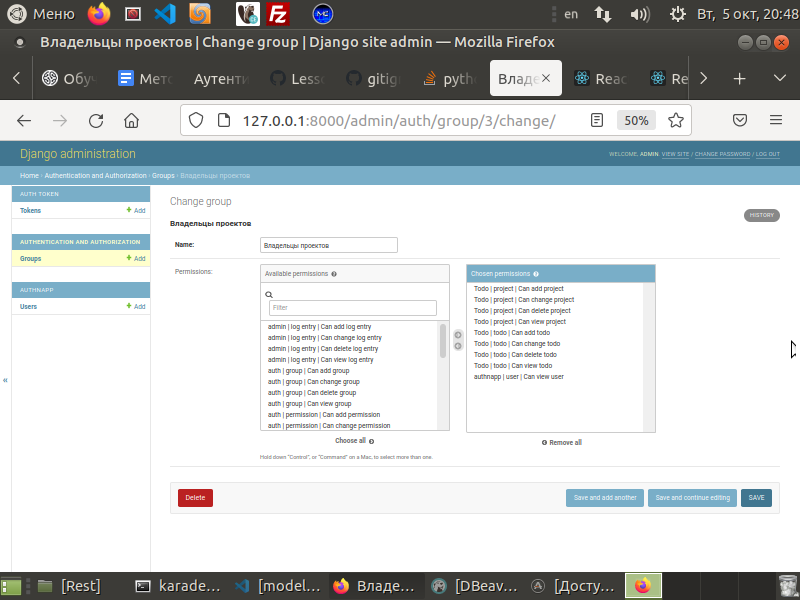 Меню
en
Вт, 5 окт, 20:48
Владельцы проектов | Change group | Django site admin — Mozilla Firefox
Обу
Мето
Аутенти
Lesso
gitig
pyth
Владе
Reac
Re
127.0.0.1:8000/admin/auth/group/3/change/
50%
Django administration
WELCOME, ADMIN. VIEW SITE / CHANGE PASSWORD / LOG OUT
Home › Authentication and Authorization › Groups › Владельцы проектов
AUTH TOKEN
Tokens
+ Add
AUTHENTICATION AND AUTHORIZATION
Groups
+ Add
AUTHNAPP
Users
+ Add
«
Change group
HISTORY
Владельцы проектов
Name:
Владельцы проектов
Permissions:
Available permissions
Filter
admin | log entry | Can add log entry
admin | log entry | Can change log entry
admin | log entry | Can delete log entry
admin | log entry | Can view log entry
auth | group | Can add group
auth | group | Can change group
auth | group | Can delete group
auth | group | Can view group
auth | permission | Can add permission
auth | permission | Can change permission
Choose all
Hold down "Control", or "Command" on a Mac, to select more than one.
Chosen permissions
Todo | project | Can add project
Todo | project | Can change project
Todo | project | Can delete project
Todo | project | Can view project
Todo | todo | Can add todo
Todo | todo | Can change todo
Todo | todo | Can delete todo
Todo | todo | Can view todo
authnapp | user | Can view user
Remove all
Delete
Save and add another
Save and continue editing
SAVE
[Rest]
karade...
[model...
Владе...
[DBeav...
[Досту...